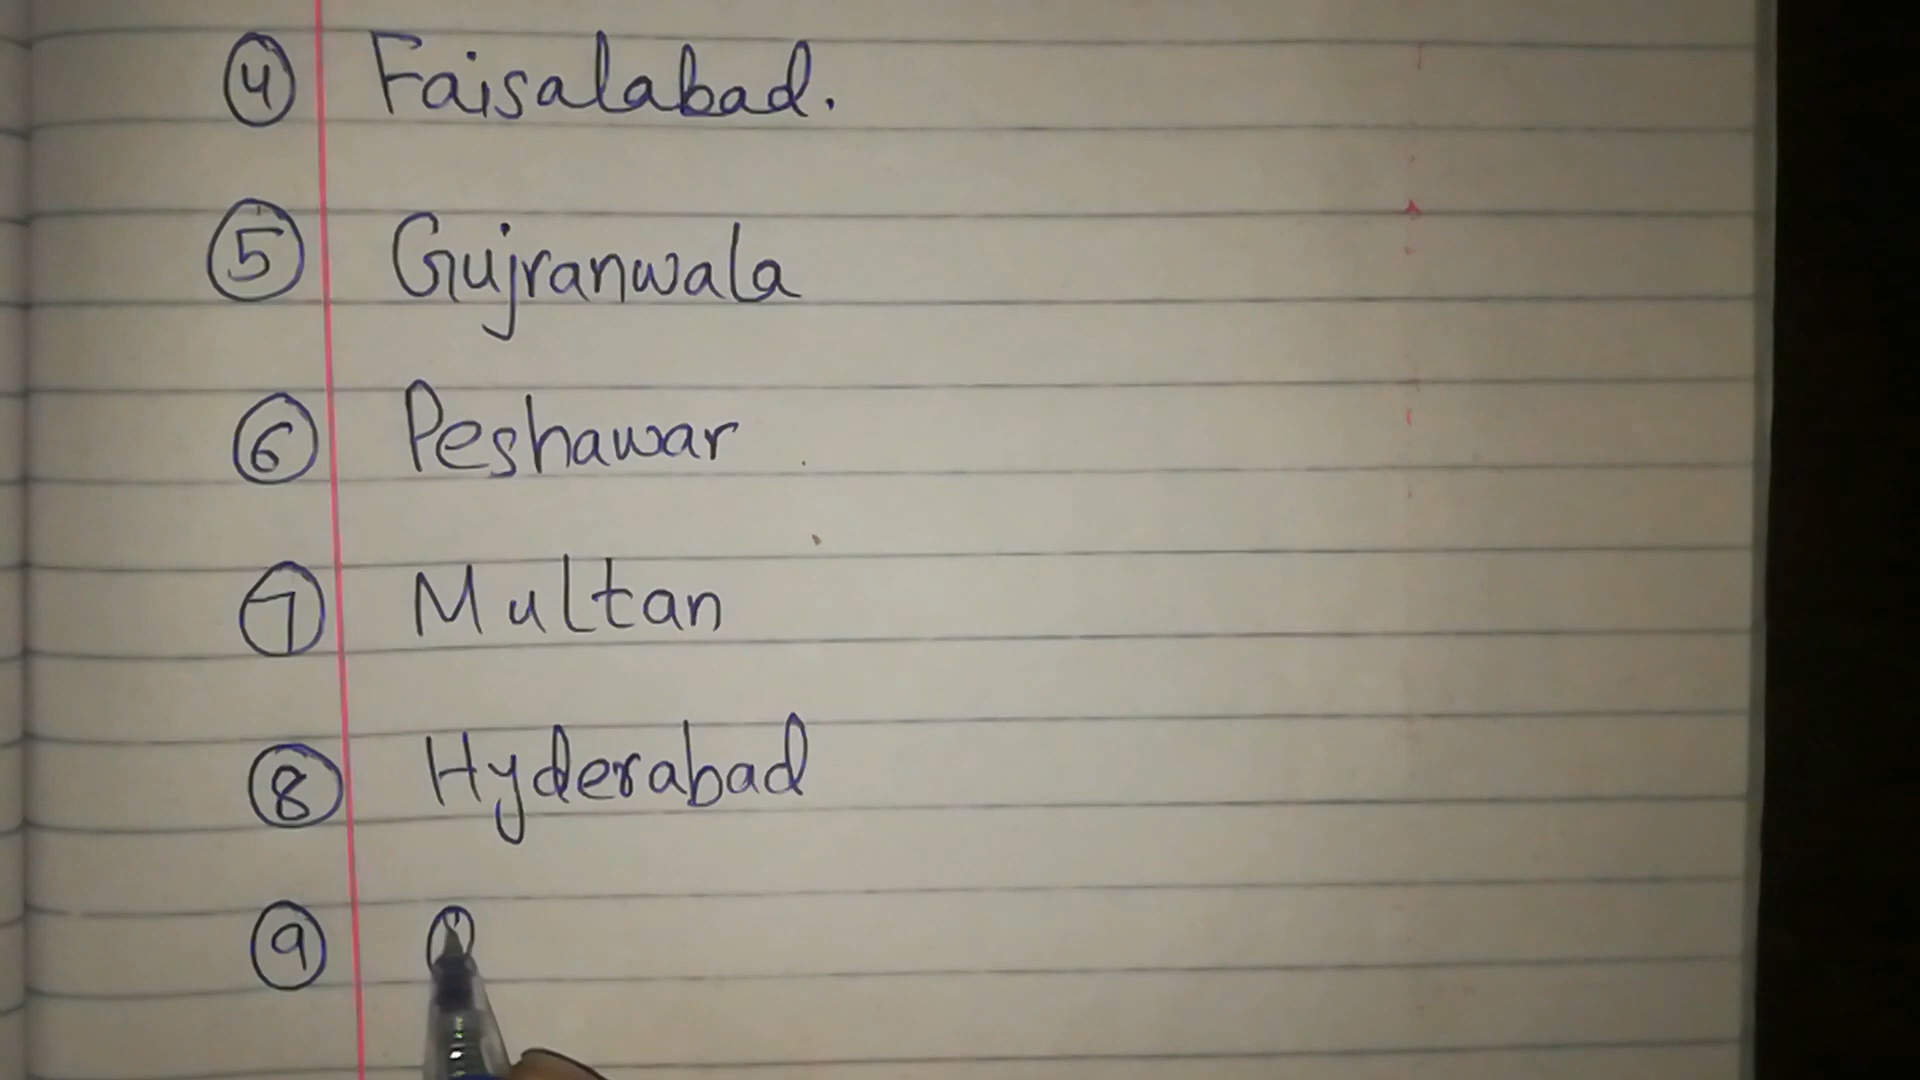 4 Faisalabad.
5 Gujranwala
6 Peshawar
7 Multan
8 Hyderabad
9